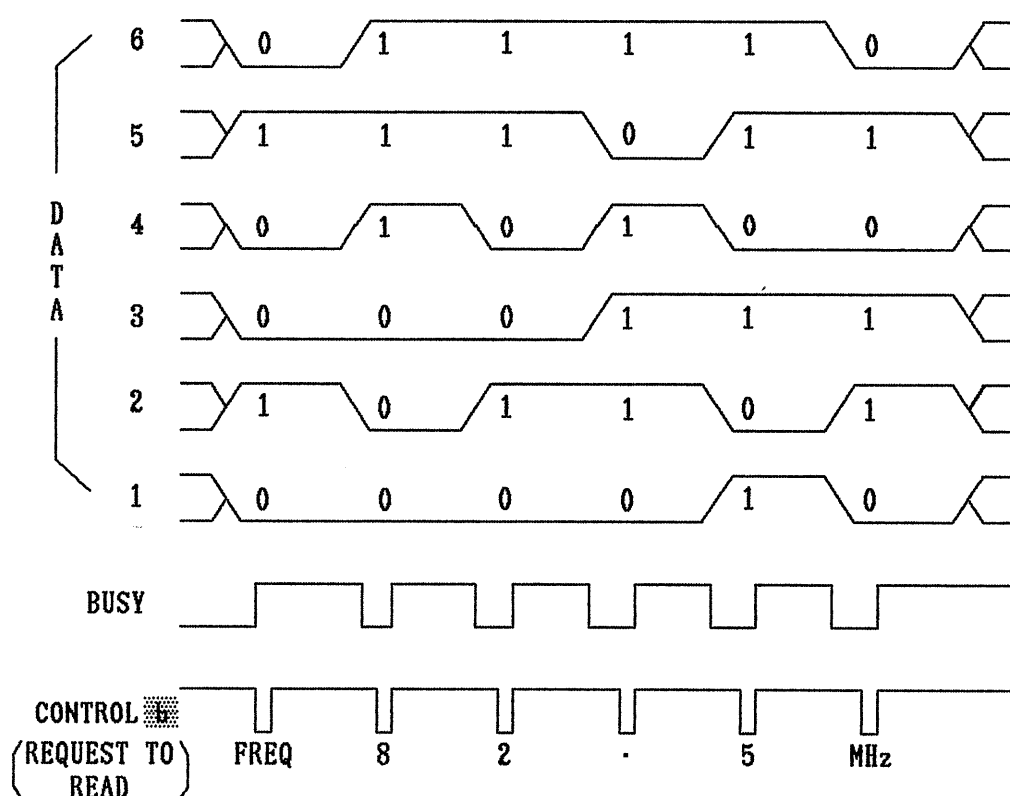 6 0 1 1 1 1 0
5 1 1 1 0 1 1
4 0 1 0 1 0 0
DATA
3 0 0 0 1 1 1
2 1 0 1 1 0 1
1 0 0 0 0 1 0
BUSY
CONTROL
(REQUEST TO READ)
FREQ 8 2 . 5 MHz